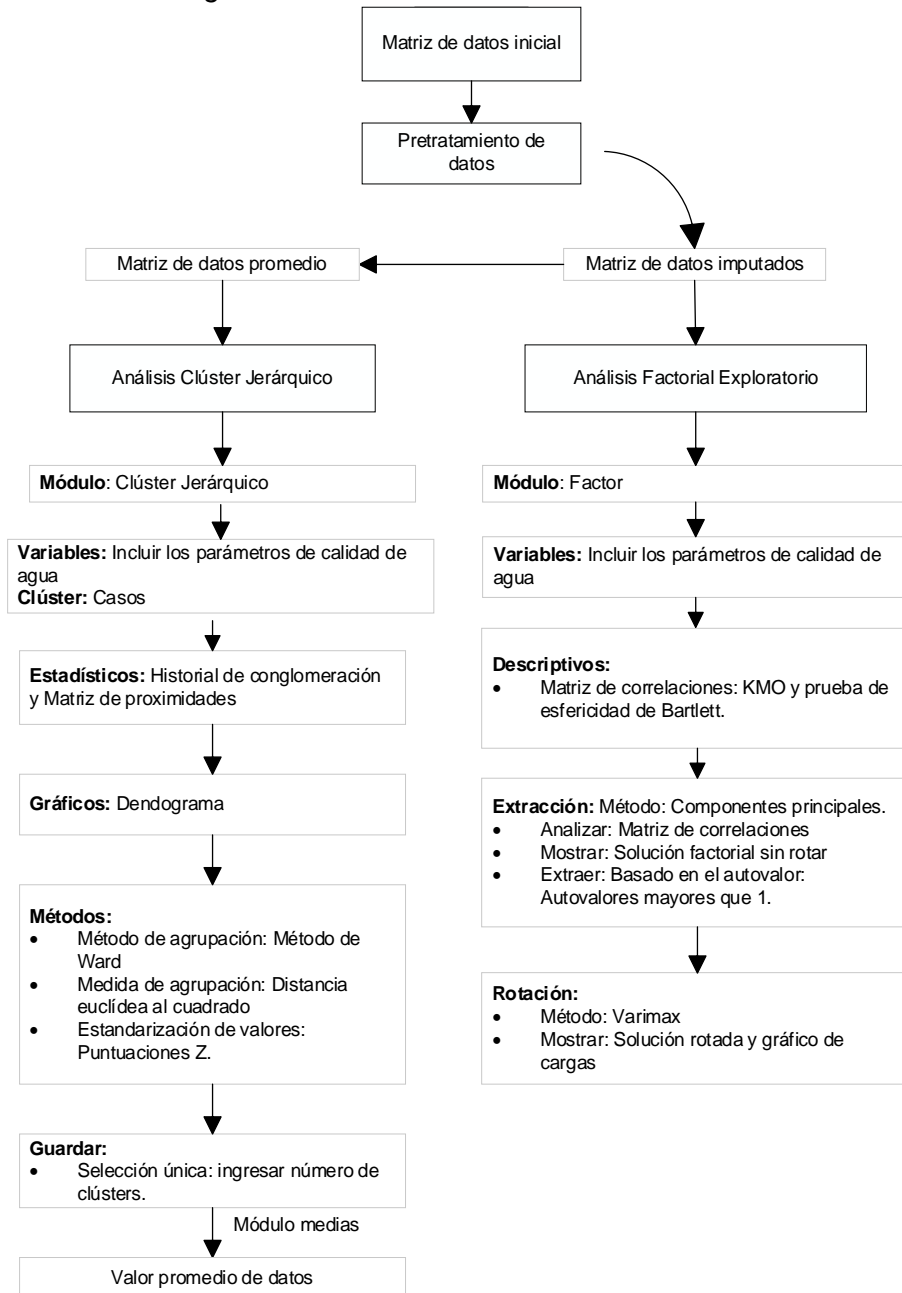 Matriz de datos inicial
Pretratamiento de
datos
Matriz de datos promedio
Matriz de datos imputados
Análisis Clúster Jerárquico
Módulo: Clúster Jerárquico
Variables: Incluir los parámetros de calidad de
agua
Clúster: Casos
Estadísticos: Historial de conglomeración
y Matriz de proximidades
Gráficos: Dendograma
Métodos:
• Método de agrupación: Método de
Ward
• Medida de agrupación: Distancia
euclídea al cuadrado
• Estandarización de valores:
Puntuaciones Z.
Guardar:
• Selección única: ingresar número de
clústers.
Módulo medias
Valor promedio de datos
Análisis Factorial Exploratorio
Módulo: Factor
Variables: Incluir los parámetros de calidad de
agua
Descriptivos:
• Matriz de correlaciones: KMO y prueba de
esfericidad de Bartlett.
Extracción: Método: Componentes principales.
• Analizar: Matriz de correlaciones
• Mostrar: Solución factorial sin rotar
• Extraer: Basado en el autovalor:
Autovalores mayores que 1.
Rotación:
• Método: Varimax
• Mostrar: Solución rotada y gráfico de
cargas